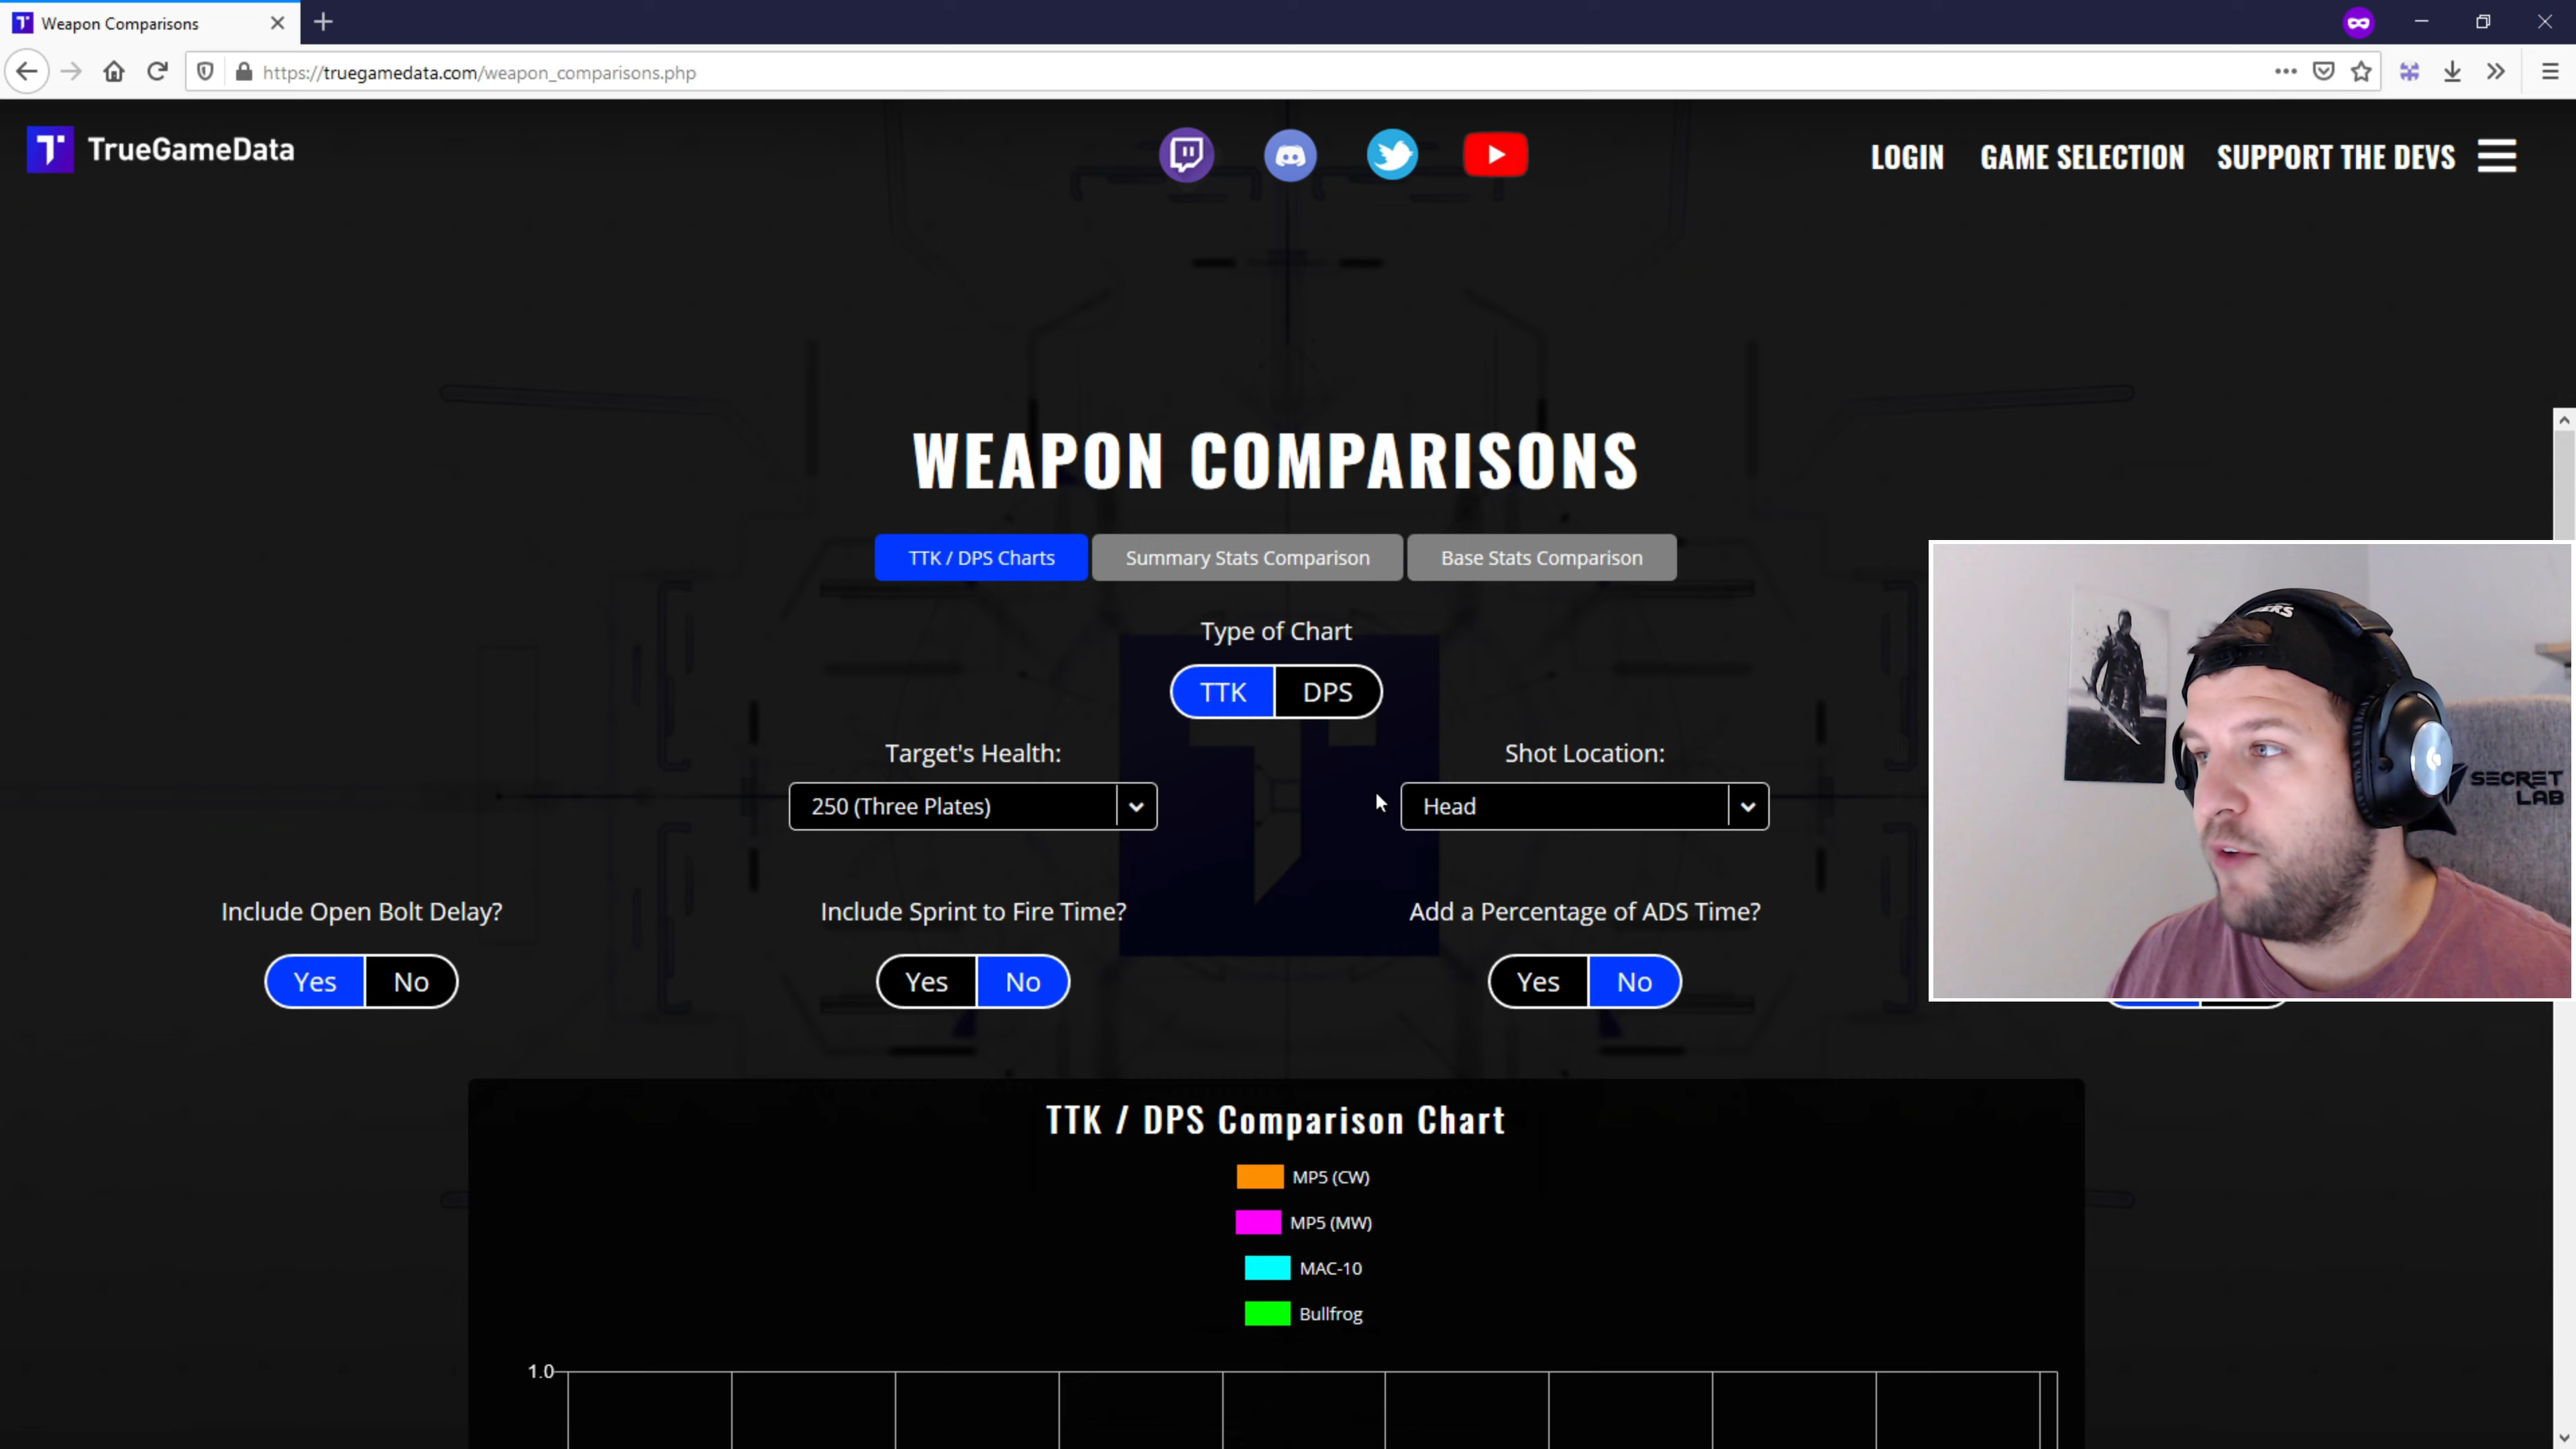 Weapon Comparisons
https://truegamedata.com/weapon_comparisons.php
TrueGameData
LOGIN GAME SELECTION SUPPORT THE DEVS
WEAPON COMPARISONS
TTK / DPS Charts Summary Stats Comparison Base Stats Comparison
Type of Chart
TTK DPS
Target's Health: Shot Location:
250 (Three Plates) Head
SECRET
LAB
Include Open Bolt Delay? Include Sprint to Fire Time? Add a Percentage of ADS Time?
Yes No Yes No Yes No
TTK / DPS Comparison Chart
MP5 (CW)
MP5 (MW)
MAC-10
Bullfrog
1.0